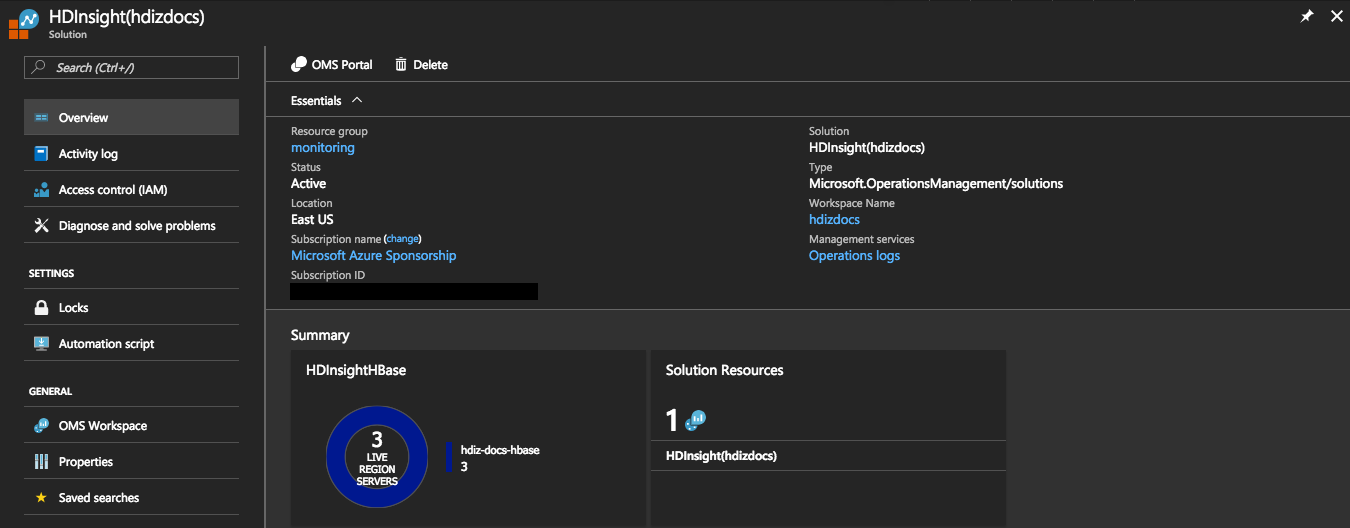 HDInsight(hdizdocs)
Solution
Search (Ctrl+/)
Overview
Activity log
Access control (IAM)
Diagnose and solve problems
SETTINGS
Locks
Automation script
GENERAL
OMS Workspace
Properties
Saved searches
OMS Portal
Delete
Essentials
Resource group
monitoring
Status
Active
Location
East US
Subscription name (change)
Microsoft Azure Sponsorship
Subscription ID
Solution
HDInsight(hdizdocs)
Type
Microsoft.OperationsManagement/solutions
Workspace Name
hdizdocs
Management services
Operations logs
Summary
HDInsightHBase
3
LIVE
REGION
SERVERS
hdiz-docs-hbase
3
Solution Resources
1
HDInsight(hdizdocs)